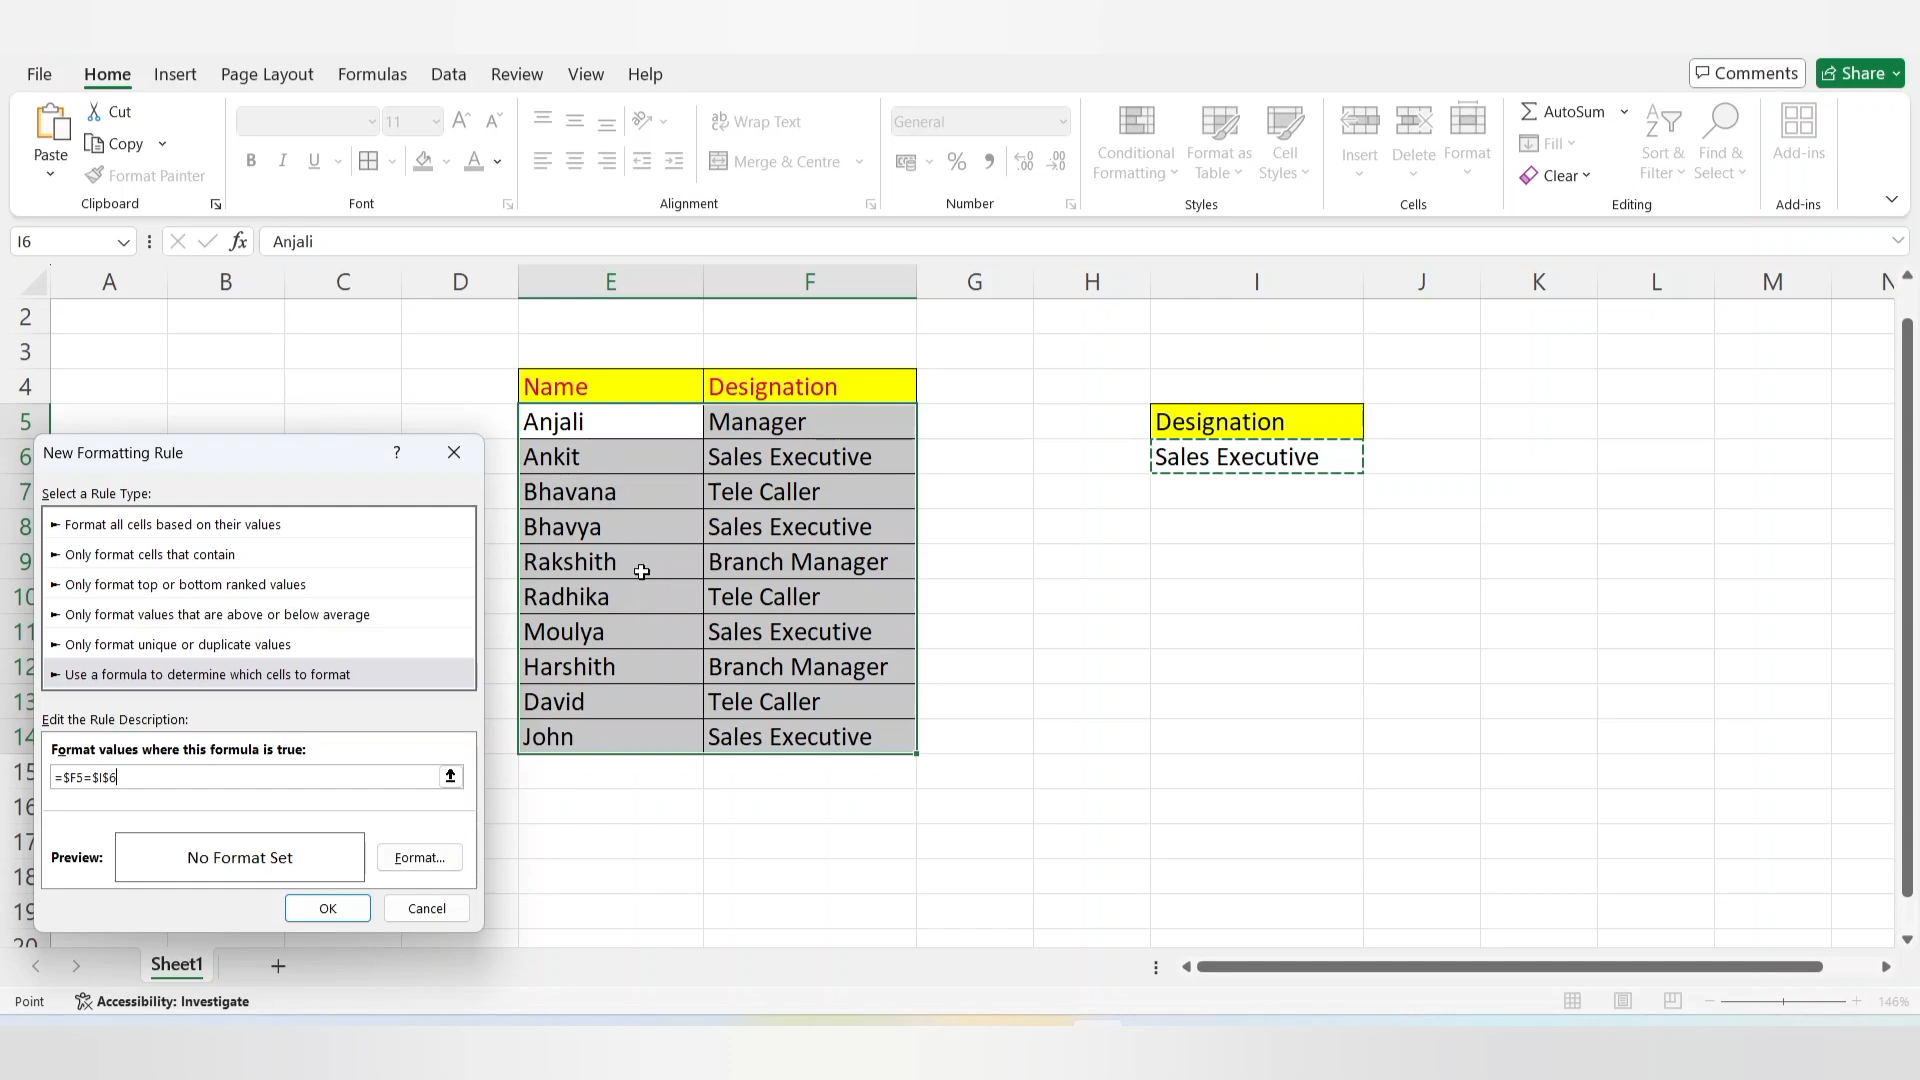 File Home Insert Page Layout Formulas Data Review View Help Comments Share
Paste Cut Copy Format Painter Clipboard
11 B I U A Font
ab Wrap Text Merge & Centre Alignment
General % Number
Conditional Formatting Format as Table Cell Styles Styles
Insert Delete Format Cells
AutoSum Fill Clear Sort & Filter Find & Select Editing
Add-ins Add-ins
I6 fx Anjali
A B C D E F G H I J K L M N
2
3
4 Name Designation
5 Anjali Manager Designation
6 Ankit Sales Executive Sales Executive
7 Bhavana Tele Caller
8 Bhavya Sales Executive
9 Rakshith Branch Manager
10 Radhika Tele Caller
11 Moulya Sales Executive
12 Harshith Branch Manager
13 David Tele Caller
14 John Sales Executive
15
16
17
18
19
20
New Formatting Rule ?
Select a Rule Type:
► Format all cells based on their values
► Only format cells that contain
► Only format top or bottom ranked values
► Only format values that are above or below average
► Only format unique or duplicate values
► Use a formula to determine which cells to format
Edit the Rule Description:
Format values where this formula is true:
=$F5=$I$6
Preview: No Format Set Format...
OK Cancel
Sheet1 +
Point Accessibility: Investigate 146%